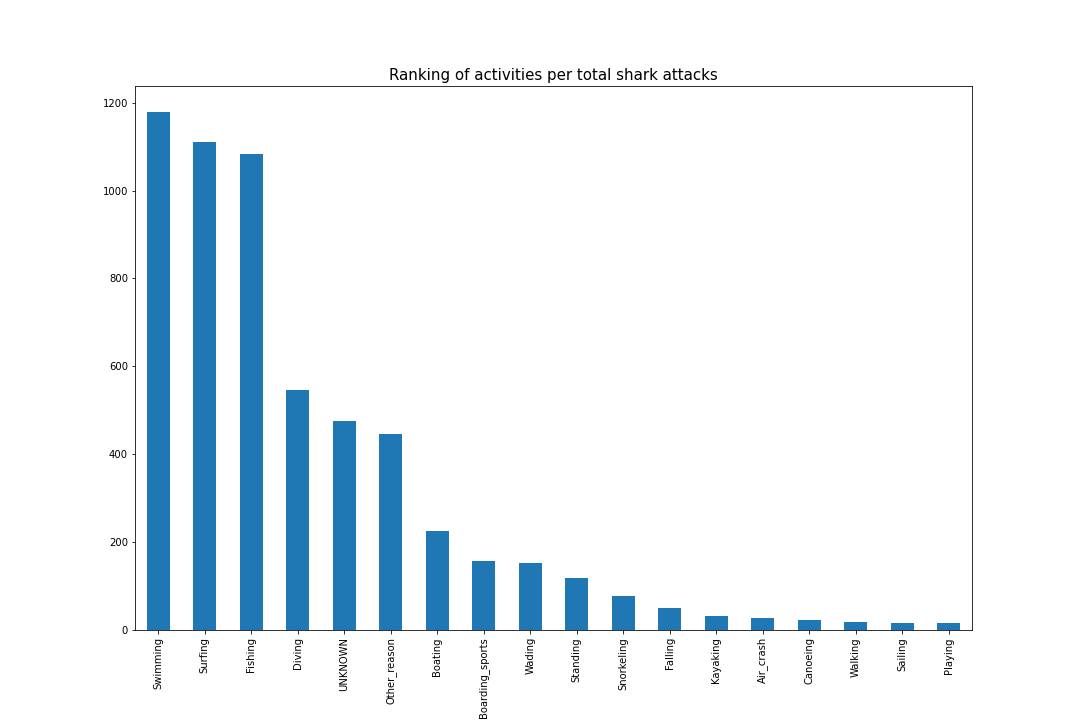 Ranking of activities per total shark attacks
1200
1000
800
600
400
200
0
Swimming
Surfing
Fishing
Diving
UNKNOWN
Other_reason
Boating
Boarding_sports
Wading
Standing
Snorkeling
Falling
Kayaking
Air_crash
Canoeing
Walking
Sailing
Playing